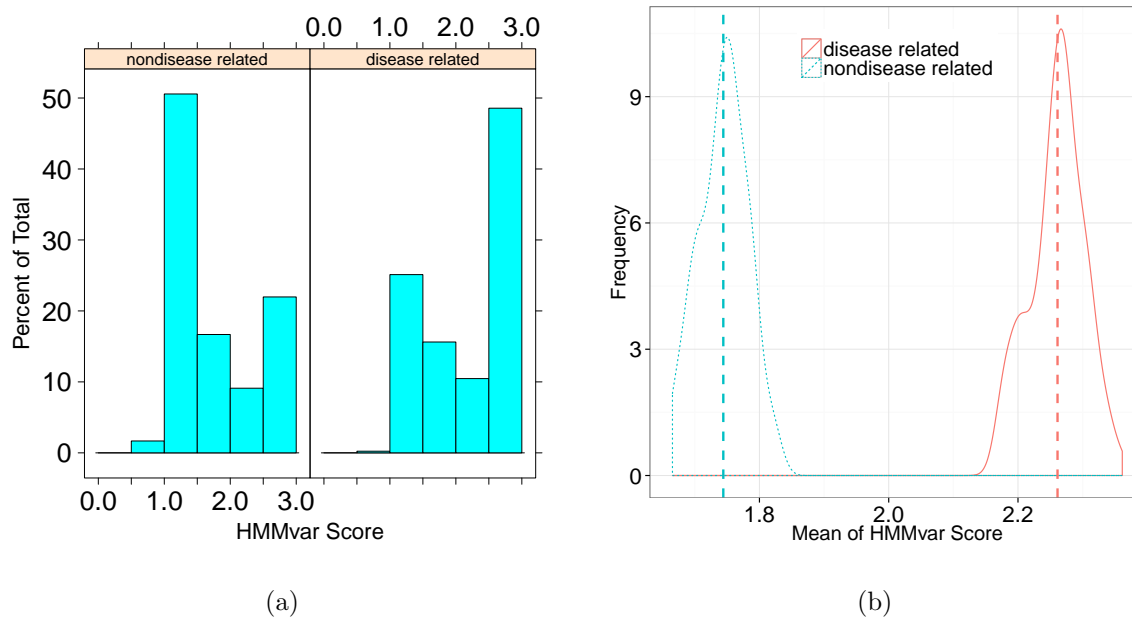 0.0 1.0 2.0 3.0
nondisease related disease related
50
40
30
20
10
0
Percent of Total
0.0 1.0 2.0 3.0
HMMvar Score
(a)
disease related
nondisease related
9
6
3
0
Frequency
1.8 2.0 2.2
Mean of HMMvar Score
(b)